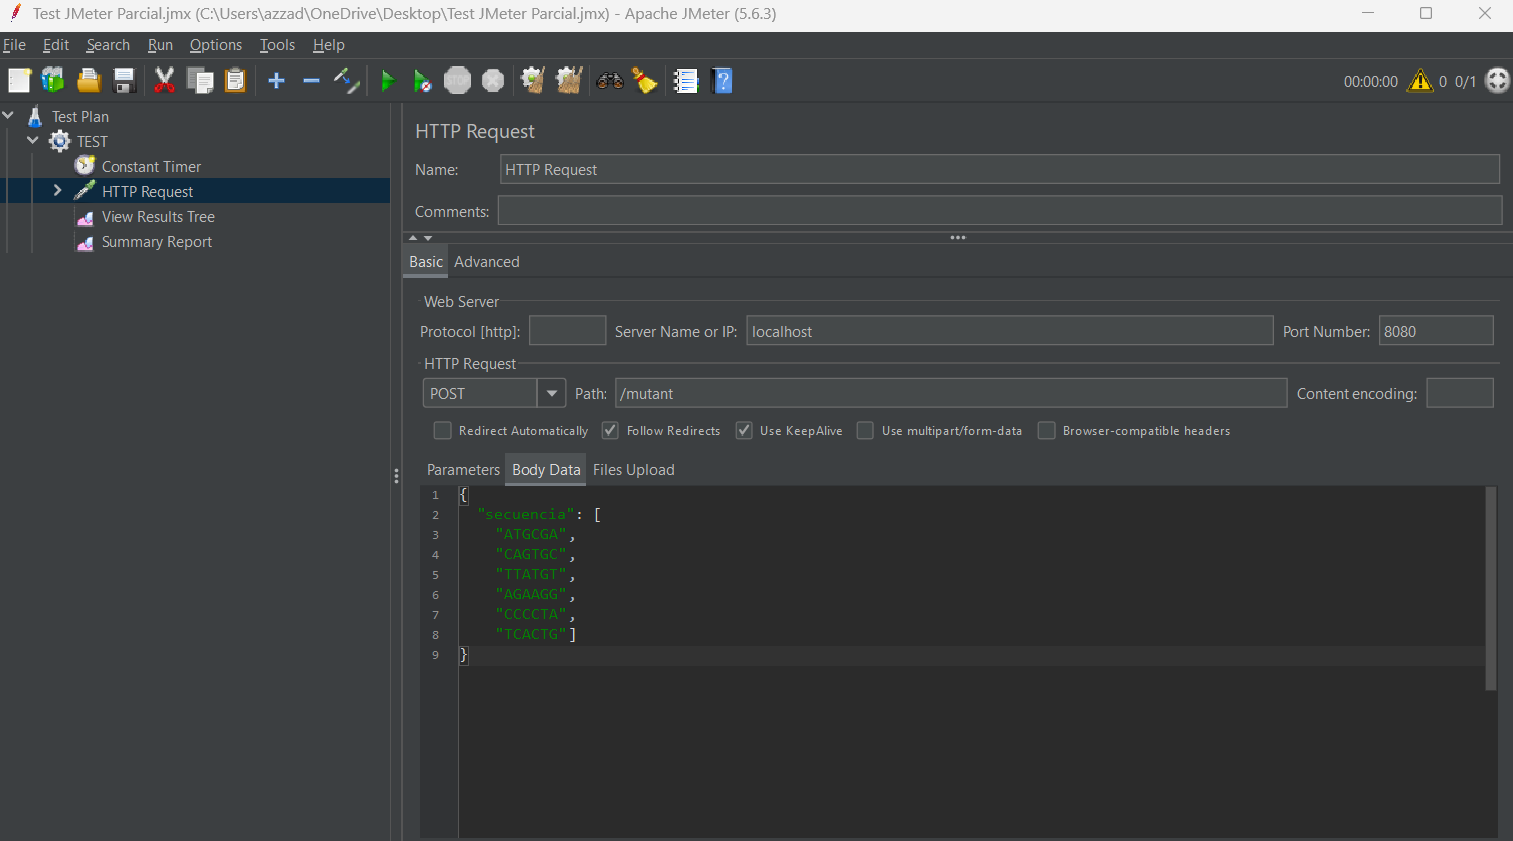 Test JMeter Parcial.jmx (C:\Users\azzad\OneDrive\Desktop\Test JMeter Parcial.jmx) - Apache JMeter (5.6.3)
File Edit Search Run Options Tools Help
STOP
00:00:00 0 0/1
Test Plan
TEST
Constant Timer
HTTP Request
View Results Tree
Summary Report
HTTP Request
Name: HTTP Request
Comments:
Basic Advanced
Web Server
Protocol [http]: Server Name or IP: localhost Port Number: 8080
HTTP Request
POST Path: /mutant Content encoding:
Redirect Automatically Follow Redirects Use KeepAlive Use multipart/form-data Browser-compatible headers
Parameters Body Data Files Upload
1 {
2 "secuencia": [
3 "ATGCGA",
4 "CAGTGC",
5 "TTATGT",
6 "AGAAGG",
7 "CCCCTA",
8 "TCACTG"]
9 }